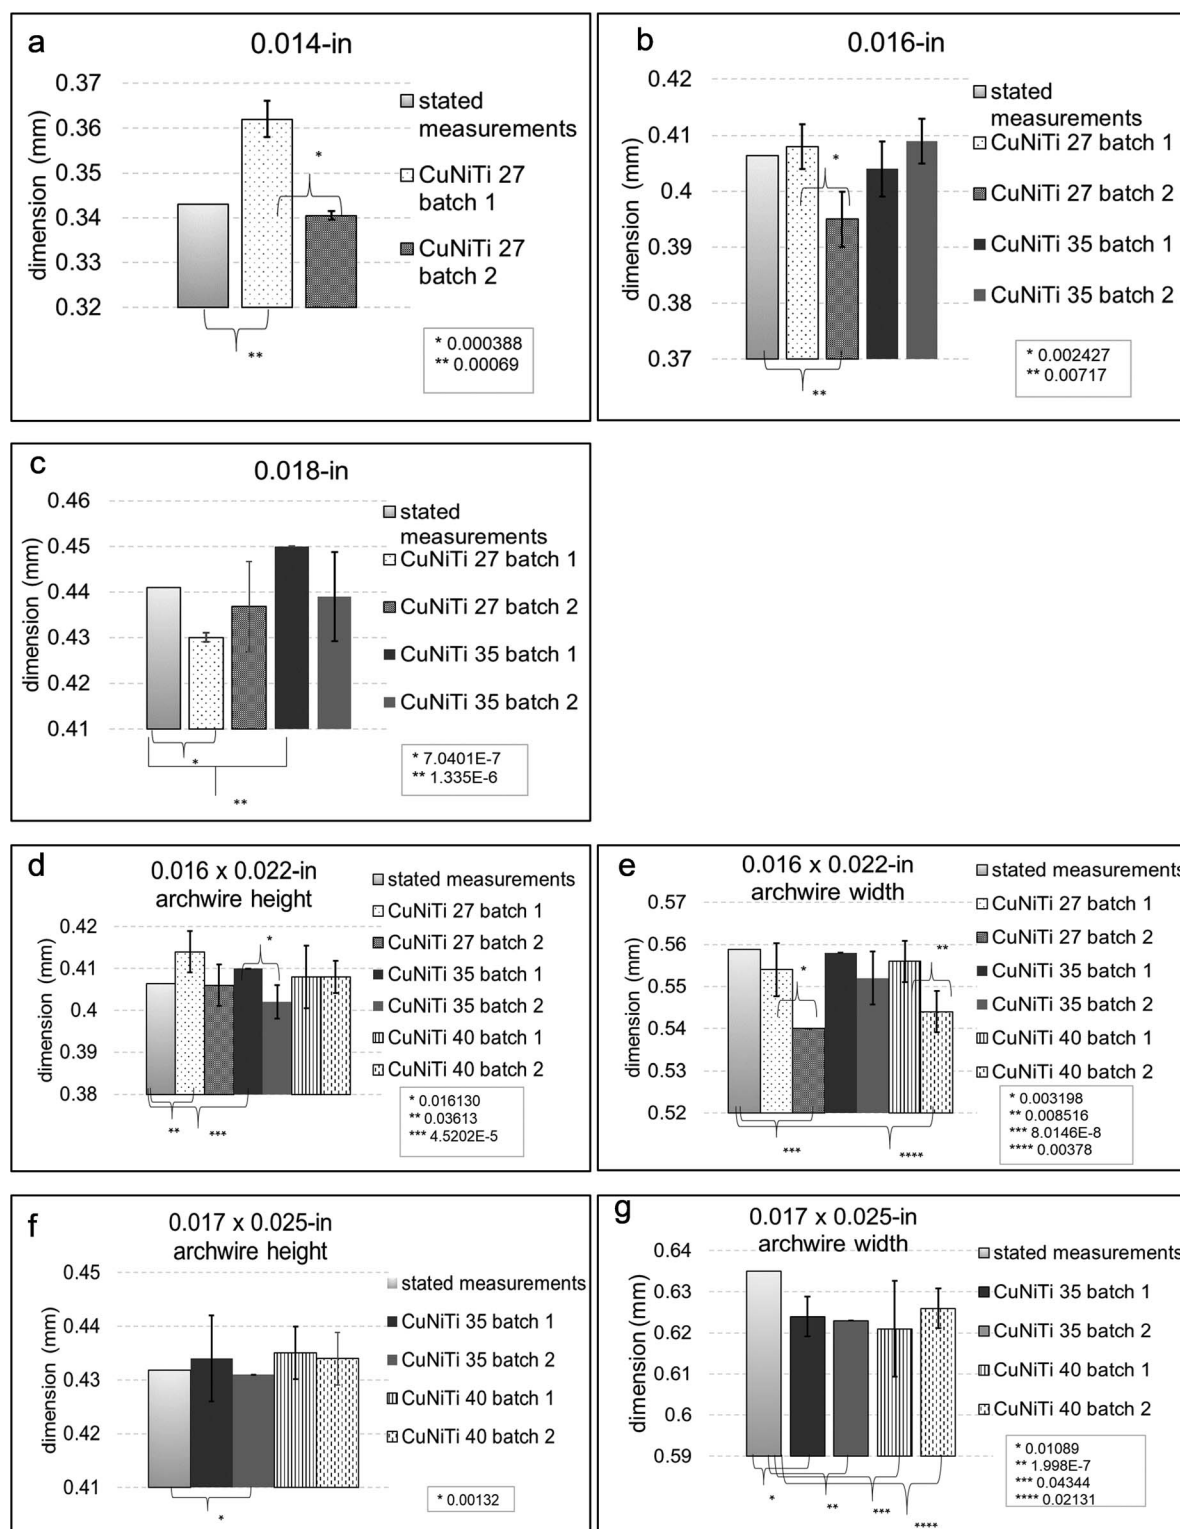 a
0.014-in
dimension (mm)
0.37
0.36
0.35
0.34
0.33
0.32
stated
measurements
CuNiTi 27
batch 1
CuNiTi 27
batch 2
*
**
* 0.000388
** 0.00069
b
0.016-in
dimension (mm)
0.42
0.41
0.4
0.39
0.38
0.37
stated
measurements
CuNiTi 27 batch 1
CuNiTi 27 batch 2
CuNiTi 35 batch 1
CuNiTi 35 batch 2
*
**
* 0.002427
** 0.00717
c
0.018-in
dimension (mm)
0.46
0.45
0.44
0.43
0.42
0.41
stated
measurements
CuNiTi 27 batch 1
CuNiTi 27 batch 2
CuNiTi 35 batch 1
CuNiTi 35 batch 2
*
**
* 7.0401E-7
** 1.335E-6
d
0.016 x 0.022-in
archwire height
dimension (mm)
0.42
0.41
0.4
0.39
0.38
stated measurements
CuNiTi 27 batch 1
CuNiTi 27 batch 2
CuNiTi 35 batch 1
CuNiTi 35 batch 2
CuNiTi 40 batch 1
CuNiTi 40 batch 2
*
**
***
* 0.016130
** 0.03613
*** 4.5202E-5
e
0.016 x 0.022-in
archwire width
dimension (mm)
0.57
0.56
0.55
0.54
0.53
0.52
stated measurements
CuNiTi 27 batch 1
CuNiTi 27 batch 2
CuNiTi 35 batch 1
CuNiTi 35 batch 2
CuNiTi 40 batch 1
CuNiTi 40 batch 2
*
**
***
****
* 0.003198
** 0.008516
*** 8.0146E-8
**** 0.00378
f
0.017 x 0.025-in
archwire height
dimension (mm)
0.45
0.44
0.43
0.42
0.41
stated measurements
CuNiTi 35 batch 1
CuNiTi 35 batch 2
CuNiTi 40 batch 1
CuNiTi 40 batch 2
*
* 0.00132
g
0.017 x 0.025-in
archwire width
dimension (mm)
0.64
0.63
0.62
0.61
0.6
0.59
stated measurements
CuNiTi 35 batch 1
CuNiTi 35 batch 2
CuNiTi 40 batch 1
CuNiTi 40 batch 2
*
**
***
****
* 0.01089
** 1.998E-7
*** 0.04344
**** 0.02131